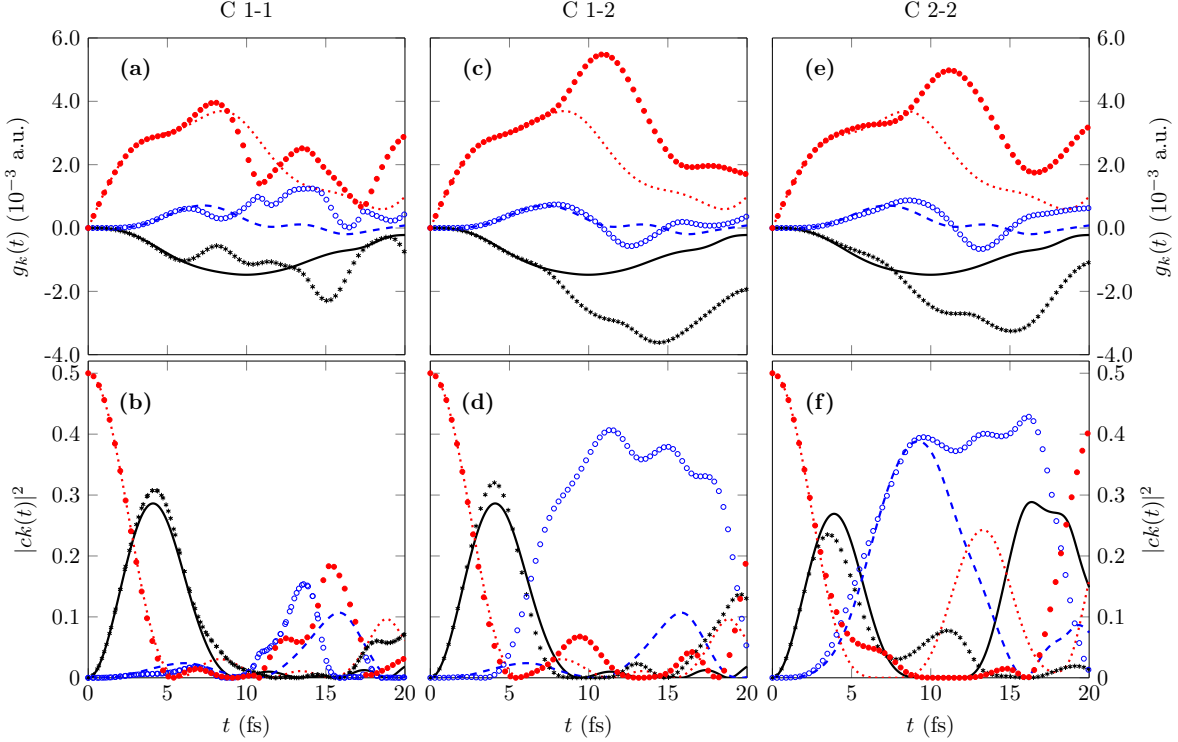 C 1-1 C 1-2 C 2-2
6.0 4.0 2.0 0.0 -2.0 -4.0
g_k(t) (10^{-3} a.u.)
(a) (c) (e)
6.0 4.0 2.0 0.0 -2.0 -4.0
g_k(t) (10^{-3} a.u.)
0.5 0.4 0.3 0.2 0.1 0
|ck(t)|^2
(b) (d) (f)
0.5 0.4 0.3 0.2 0.1 0
|ck(t)|^2
0 5 10 15 20 0 5 10 15 20 0 5 10 15 20
t (fs) t (fs) t (fs)